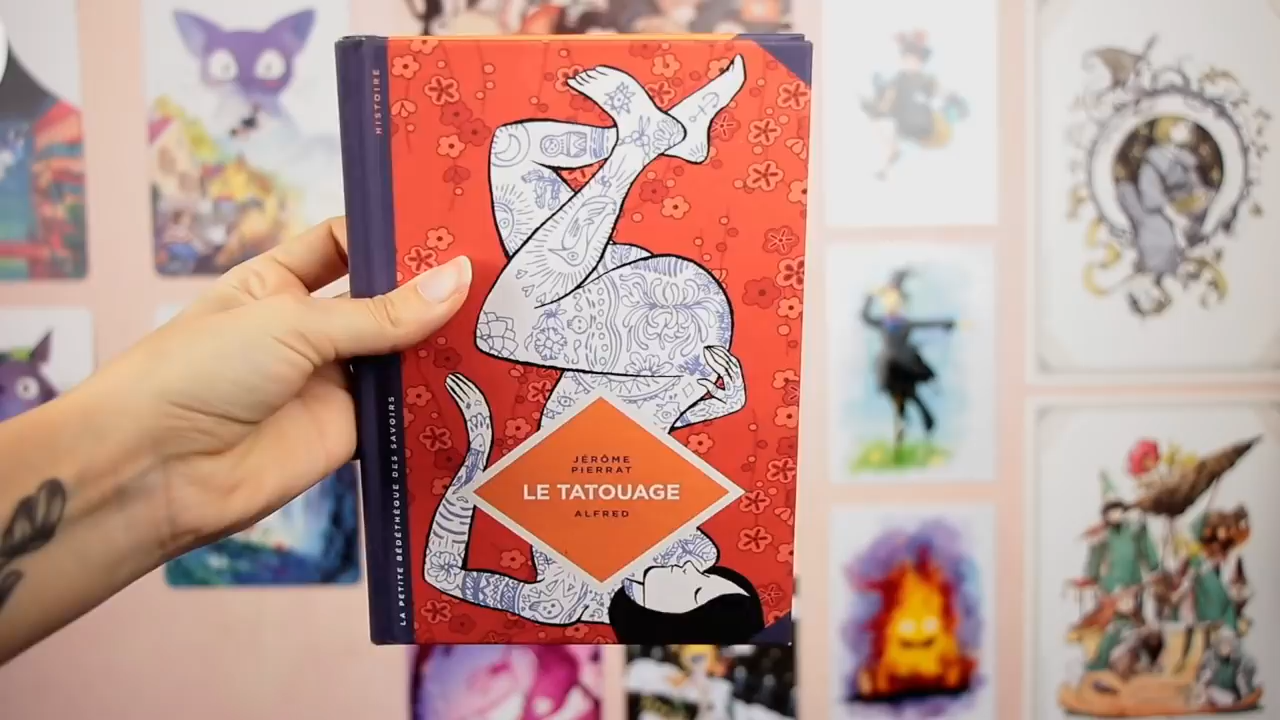 HISTOIRE
LA PETITE BÉDÉTHÈQUE DES SAVOIRS
JÉRÔME
PIERRAT
LE TATOUAGE
ALFRED